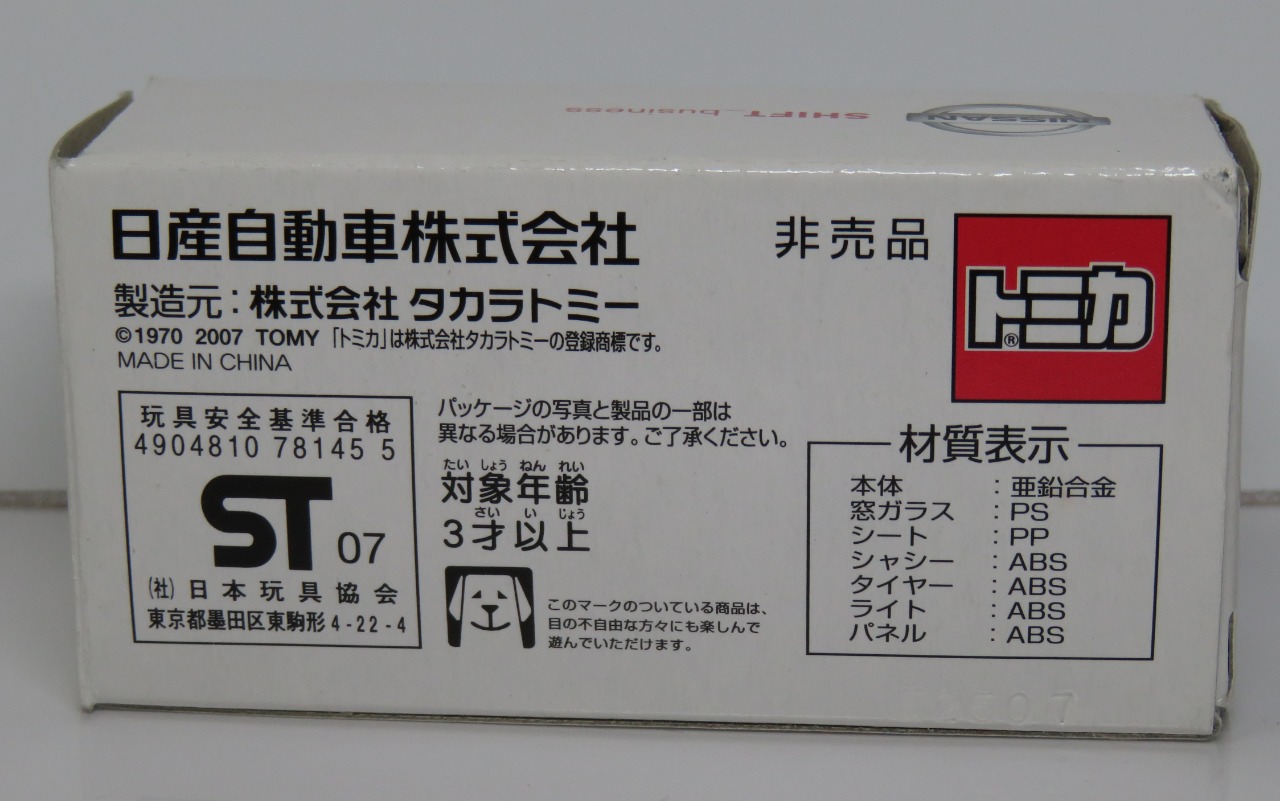 SHIFT_business
NISSAN
日産自動車株式会社
非売品
トミカ®
製造元：株式会社 タカラトミー
©1970 2007 TOMY 「トミカ」は株式会社タカラトミーの登録商標です。
MADE IN CHINA
玩具安全基準合格
4904810 78145 5
ST 07
(社) 日本玩具協会
東京都墨田区東駒形4-22-4
パッケージの写真と製品の一部は
異なる場合があります。ご了承ください。
たい しょう ねん れい
対象年齢
さい い じょう
3才以上
このマークのついている商品は、
目の不自由な方々にも楽しんで
遊んでいただけます。
材質表示
本体 : 亜鉛合金
窓ガラス : PS
シート : PP
シャシー : ABS
タイヤー : ABS
ライト : ABS
パネル : ABS